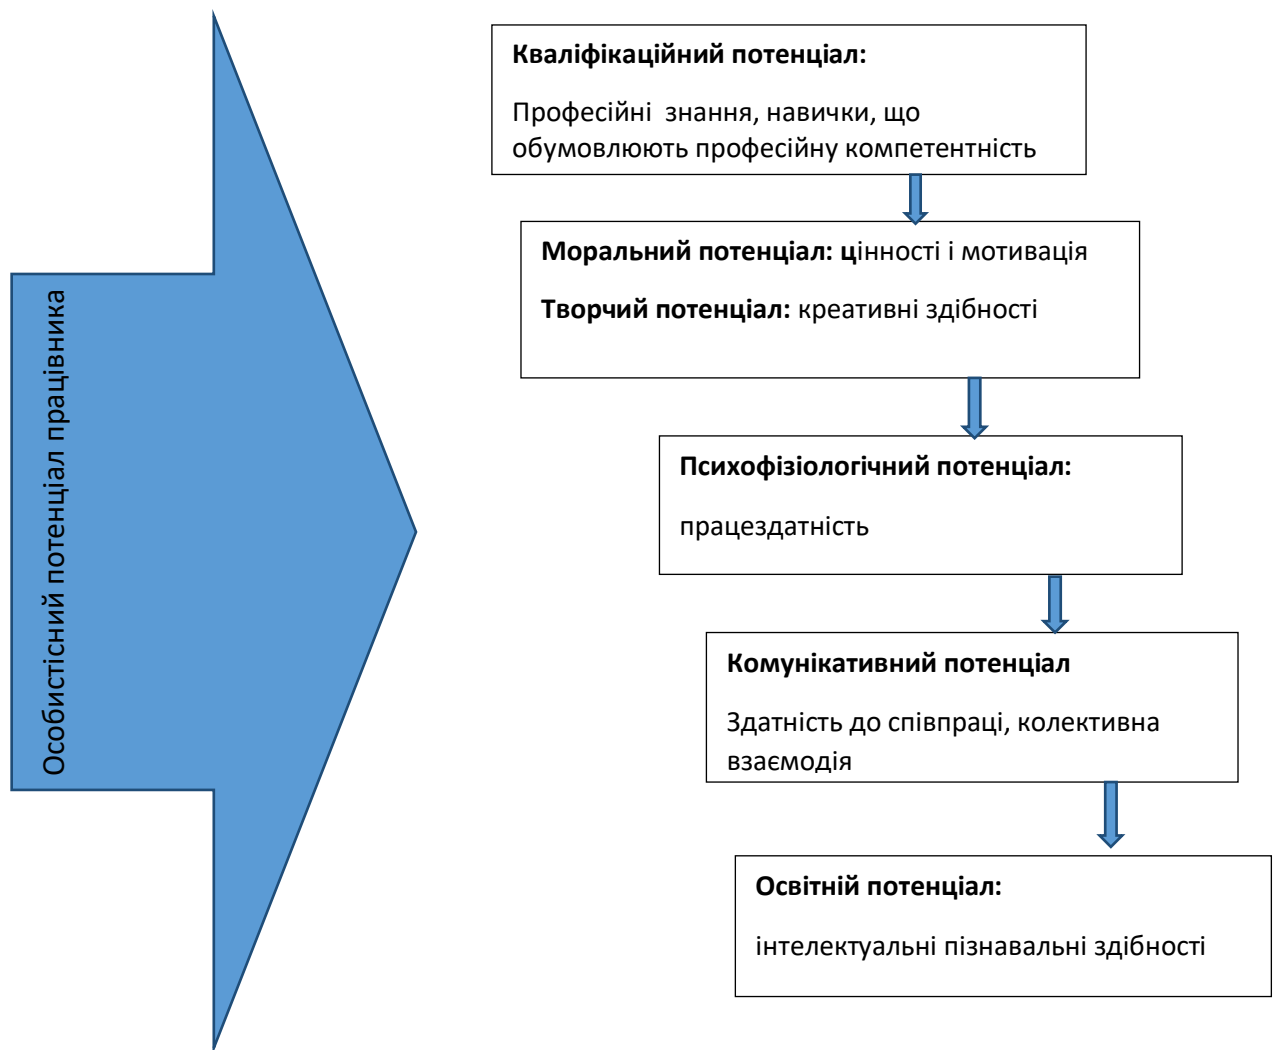 Особистісний потенціал працівника
Кваліфікаційний потенціал:
Професійні знання, навички, що
обумовлюють професійну компетентність
Моральний потенціал: цінності і мотивація
Творчий потенціал: креативні здібності
Психофізіологічний потенціал:
працездатність
Комунікативний потенціал
Здатність до співпраці, колективна
взаємодія
Освітній потенціал:
інтелектуальні пізнавальні здібності